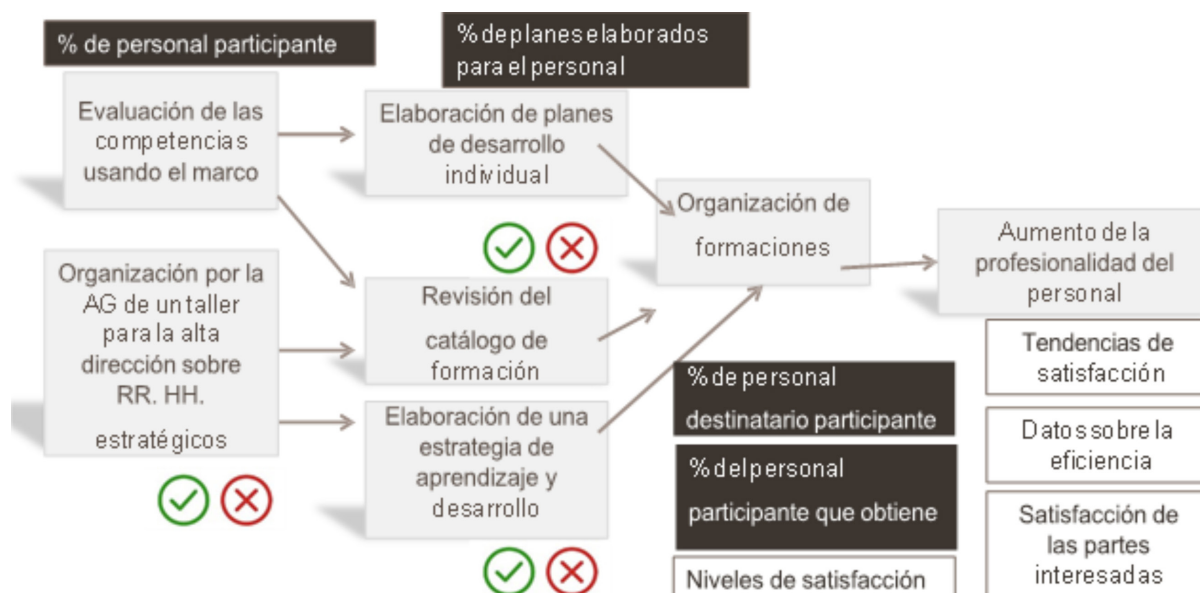 % de personal participante
% de planes elaborados
para el personal
Evaluación de las
competencias
usando el marco
Elaboración de planes
de desarrollo
individual
Organización de
formaciones
Aumento de la
profesionalidad del
personal
Organización por la
AG de un taller
para la alta
dirección sobre
RR. HH.
estratégicos
Revisión del
catálogo de
formación
Elaboración de una
estrategia de
aprendizaje y
desarrollo
% de personal
destinatario participante
% del personal
participante que obtiene
Niveles de satisfacción
Tendencias de
satisfacción
Datos sobre la
eficiencia
Satisfacción de
las partes
interesadas